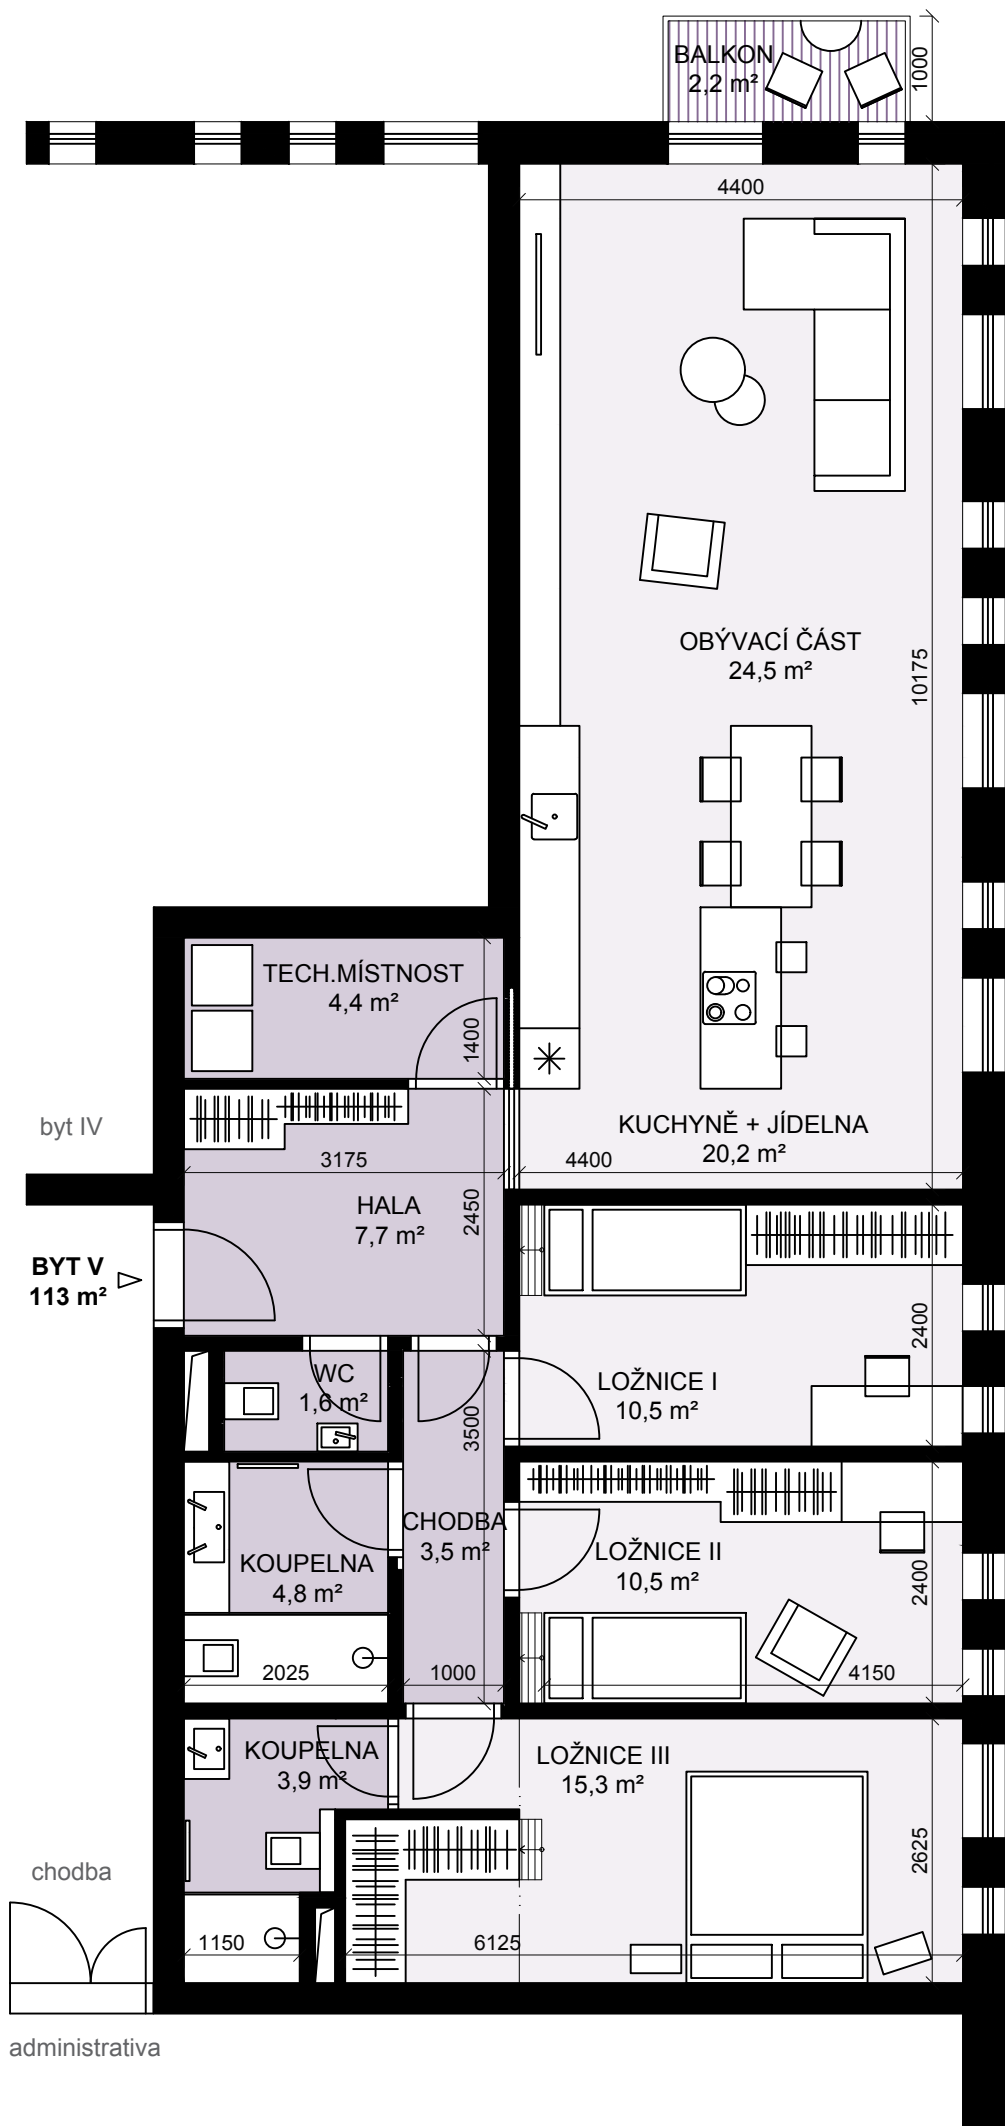 BALKON
2,2 m²
1000
4400
OBÝVACÍ ČÁST
24,5 m²
10175
TECH.MÍSTNOST
4,4 m²
1400
byt IV
KUCHYNĚ + JÍDELNA
20,2 m²
3175
4400
HALA
7,7 m²
2450
BYT V
113 m²
2400
WC
1,6 m²
LOŽNICE I
10,5 m²
3500
CHODBA
3,5 m²
KOUPELNA
4,8 m²
LOŽNICE II
10,5 m²
2400
2025
1000
4150
KOUPELNA
3,9 m²
LOŽNICE III
15,3 m²
2625
chodba
1150
6125
administrativa